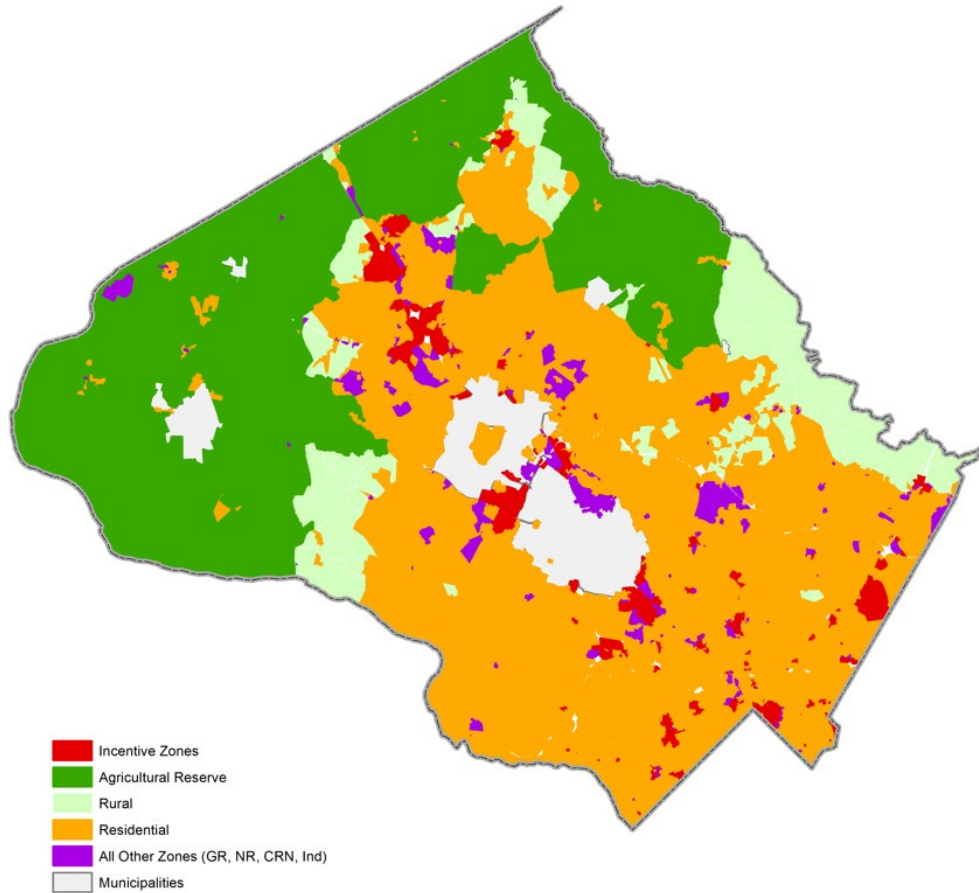 Incentive Zones
Agricultural Reserve
Rural
Residential
All Other Zones (GR, NR, CRN, Ind)
Municipalities